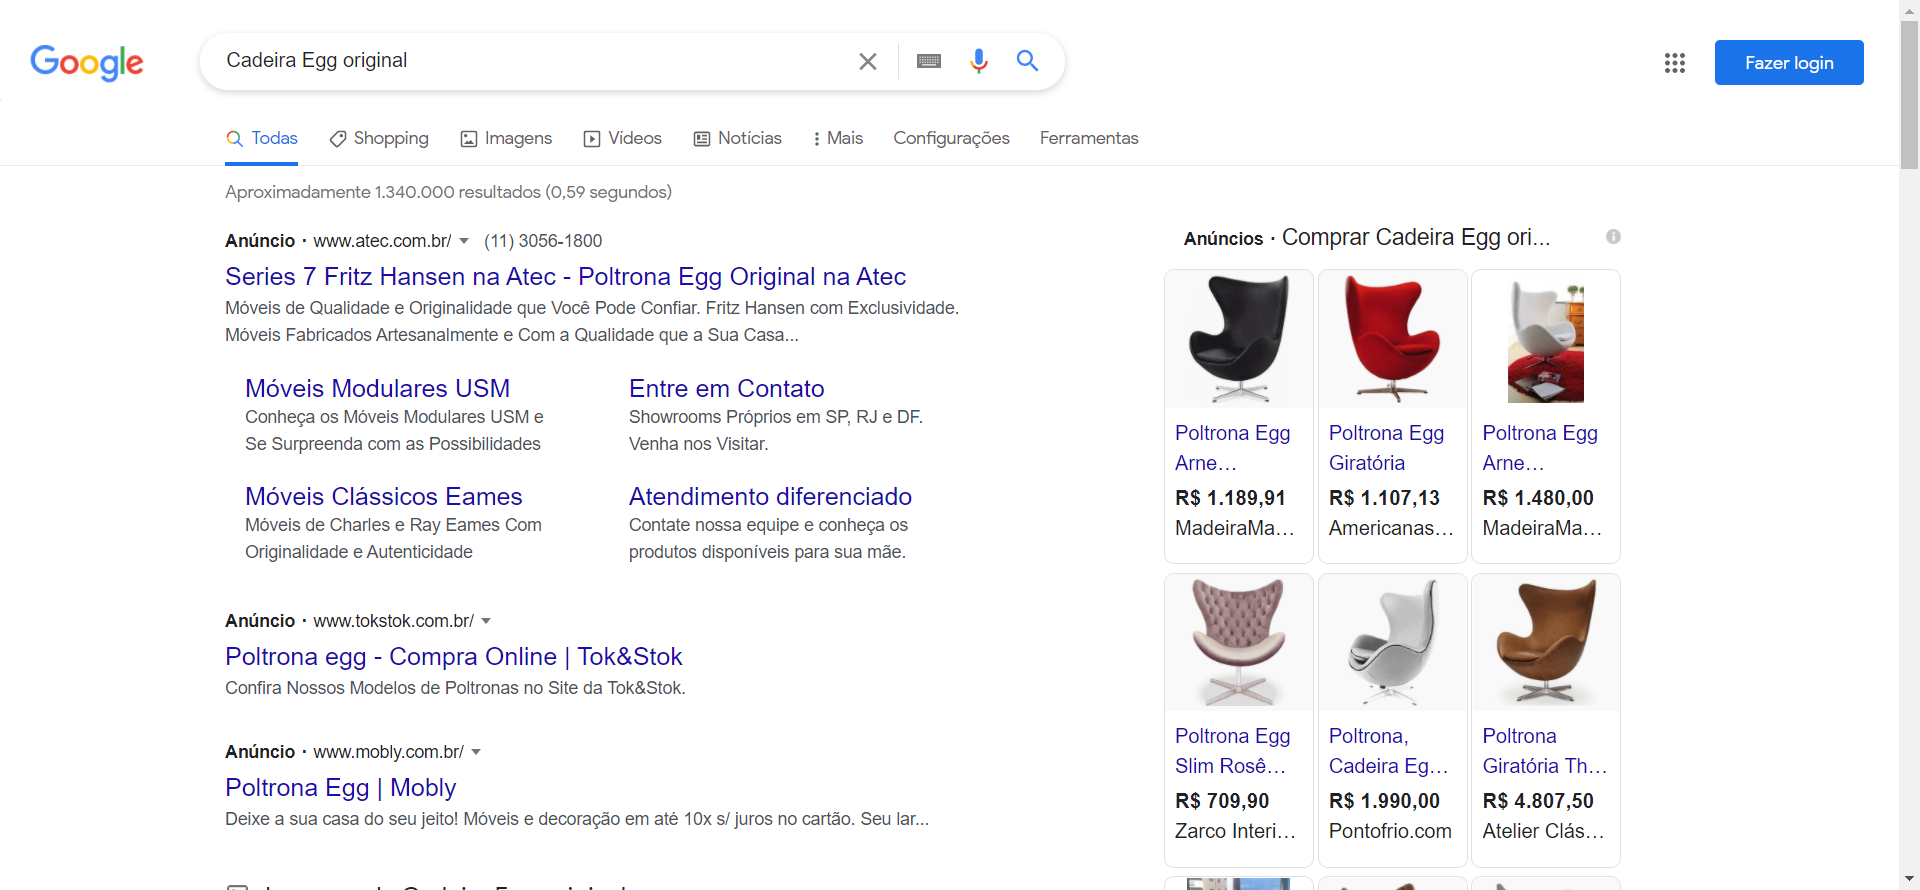 Google
Cadeira Egg original
Fazer login
Todas
Shopping
Imagens
Vídeos
Notícias
Mais
Configurações
Ferramentas
Aproximadamente 1.340.000 resultados (0,59 segundos)
Anúncio · www.atec.com.br/ (11) 3056-1800
Series 7 Fritz Hansen na Atec - Poltrona Egg Original na Atec
Móveis de Qualidade e Originalidade que Você Pode Confiar. Fritz Hansen com Exclusividade.
Móveis Fabricados Artesanalmente e Com a Qualidade que a Sua Casa...
Móveis Modulares USM
Conheça os Móveis Modulares USM e
Se Surpreenda com as Possibilidades
Entre em Contato
Showrooms Próprios em SP, RJ e DF.
Venha nos Visitar.
Móveis Clássicos Eames
Móveis de Charles e Ray Eames Com
Originalidade e Autenticidade
Atendimento diferenciado
Contate nossa equipe e conheça os
produtos disponíveis para sua mãe.
Anúncio · www.tokstok.com.br/
Poltrona egg - Compra Online | Tok&Stok
Confira Nossos Modelos de Poltronas no Site da Tok&Stok.
Anúncio · www.mobly.com.br/
Poltrona Egg | Mobly
Deixe a sua casa do seu jeito! Móveis e decoração em até 10x s/ juros no cartão. Seu lar...
Anúncios · Comprar Cadeira Egg ori...
Poltrona Egg
Arne...
R$ 1.189,91
MadeiraMa...
Poltrona Egg
Giratória
R$ 1.107,13
Americanas...
Poltrona Egg
Arne...
R$ 1.480,00
MadeiraMa...
Poltrona Egg
Slim Rosê...
R$ 709,90
Zarco Interi...
Poltrona,
Cadeira Eg...
R$ 1.990,00
Pontofrio.com
Poltrona
Giratória Th...
R$ 4.807,50
Atelier Clás...